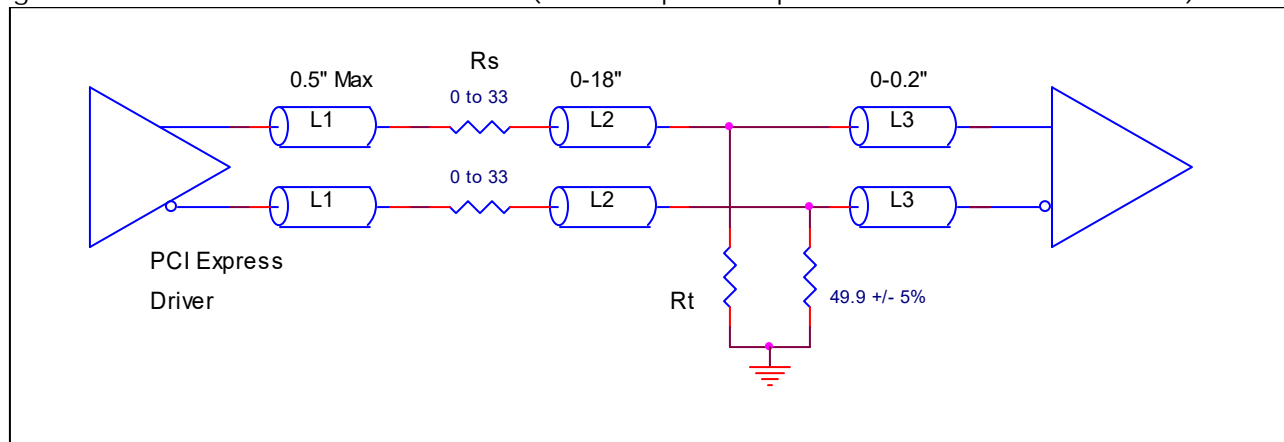 Rs
0.5" Max
0-18"
0-0.2"
0 to 33
L1
L2
L3
0 to 33
L1
L2
L3
PCI Express
Driver
Rt
49.9 +/- 5%